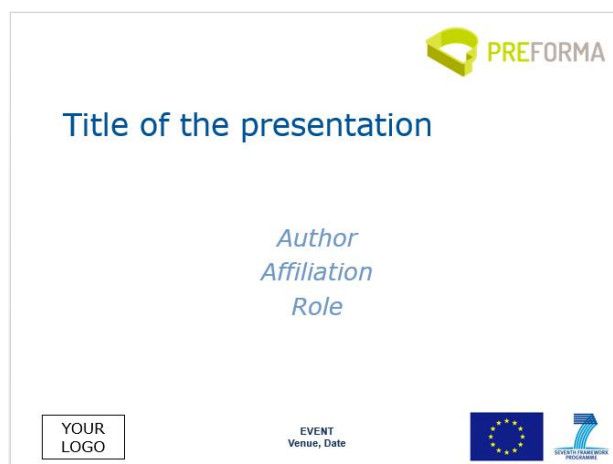 PREFORMA
Title of the presentation
Author
Affiliation
Role
YOUR
LOGO
EVENT
Venue, Date
SEVENTH FRAMEWORK
PROGRAMME